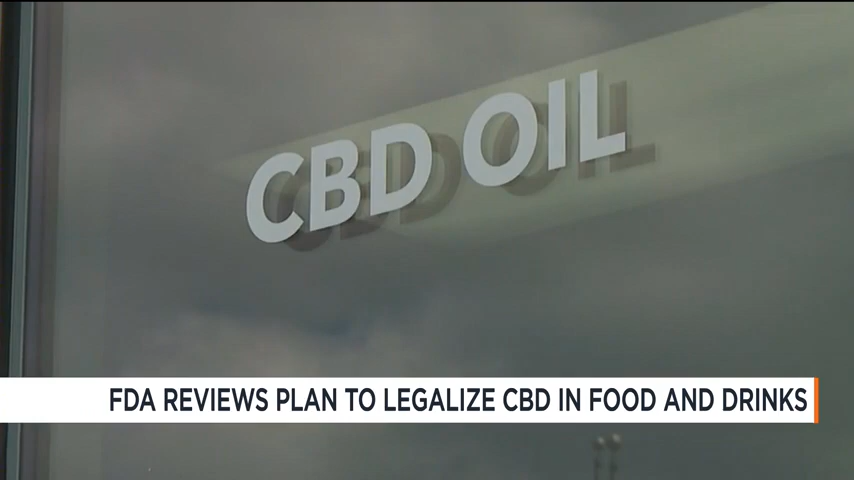 CBD OIL
FDA REVIEWS PLAN TO LEGALIZE CBD IN FOOD AND DRINKS